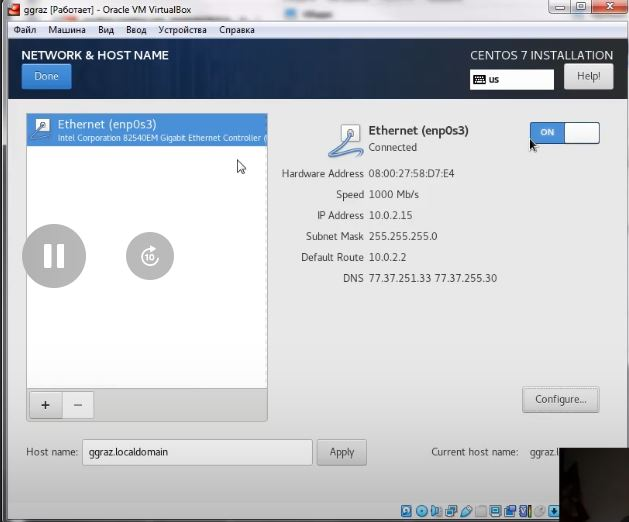 ggraz [Работает] - Oracle VM VirtualBox
Файл Машина Вид Ввод Устройства Справка
NETWORK & HOST NAME
CENTOS 7 INSTALLATION
Done
us
Help!
Ethernet (enp0s3)
Intel Corporation 82540EM Gigabit Ethernet Controller (
Ethernet (enp0s3)
Connected
ON
Hardware Address 08:00:27:58:D7:E4
Speed 1000 Mb/s
IP Address 10.0.2.15
Subnet Mask 255.255.255.0
Default Route 10.0.2.2
DNS 77.37.251.33 77.37.255.30
10
+ −
Configure...
Host name: ggraz.localdomain Apply Current host name: ggraz.l